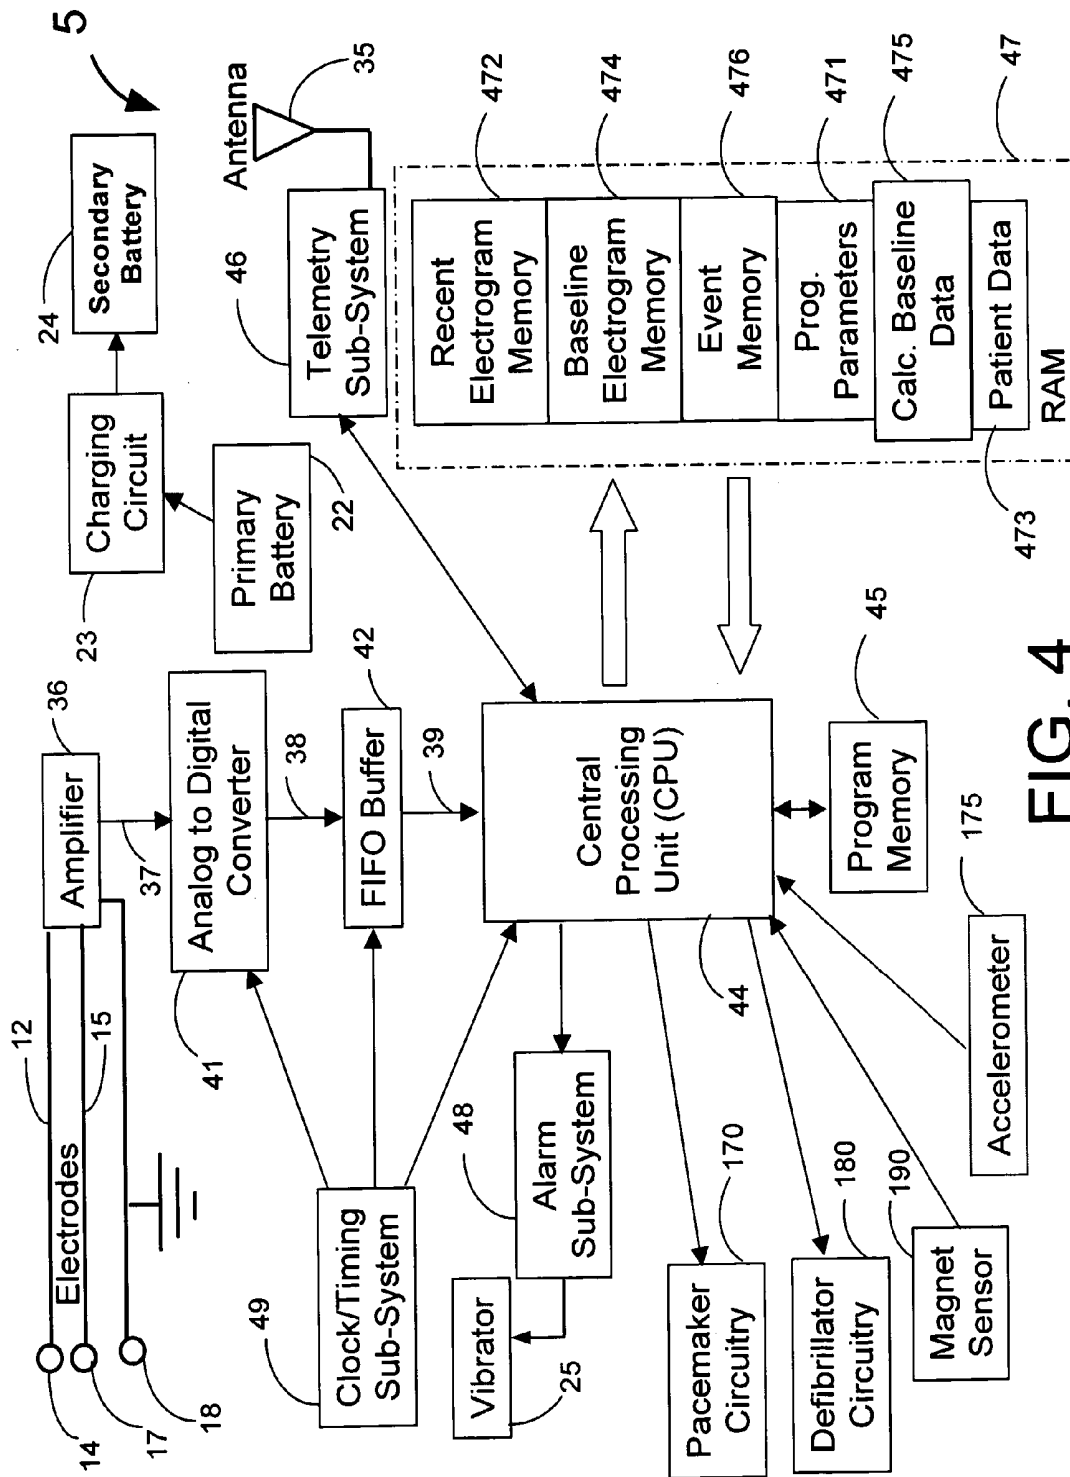 5
24
Secondary
Battery
Charging
Circuit
23
Primary
Battery
22
Antenna
35
46
Telemetry
Sub-System
36
Amplifier
37
Analog to Digital
Converter
41
38
42
FIFO Buffer
39
12
Electrodes
15
14
17
18
49
Clock/Timing
Sub-System
Central
Processing
Unit (CPU)
44
48
Alarm
Sub-System
Vibrator
25
Pacemaker
Circuitry
170
Defibrillator
Circuitry
180
Magnet
Sensor
190
Accelerometer
175
Program
Memory
45
Recent
Electrogram
Memory
472
Baseline
Electrogram
Memory
474
Event
Memory
476
Prog.
Parameters
471
Calc. Baseline
Data
475
Patient Data
473
RAM
47
FIG. 4